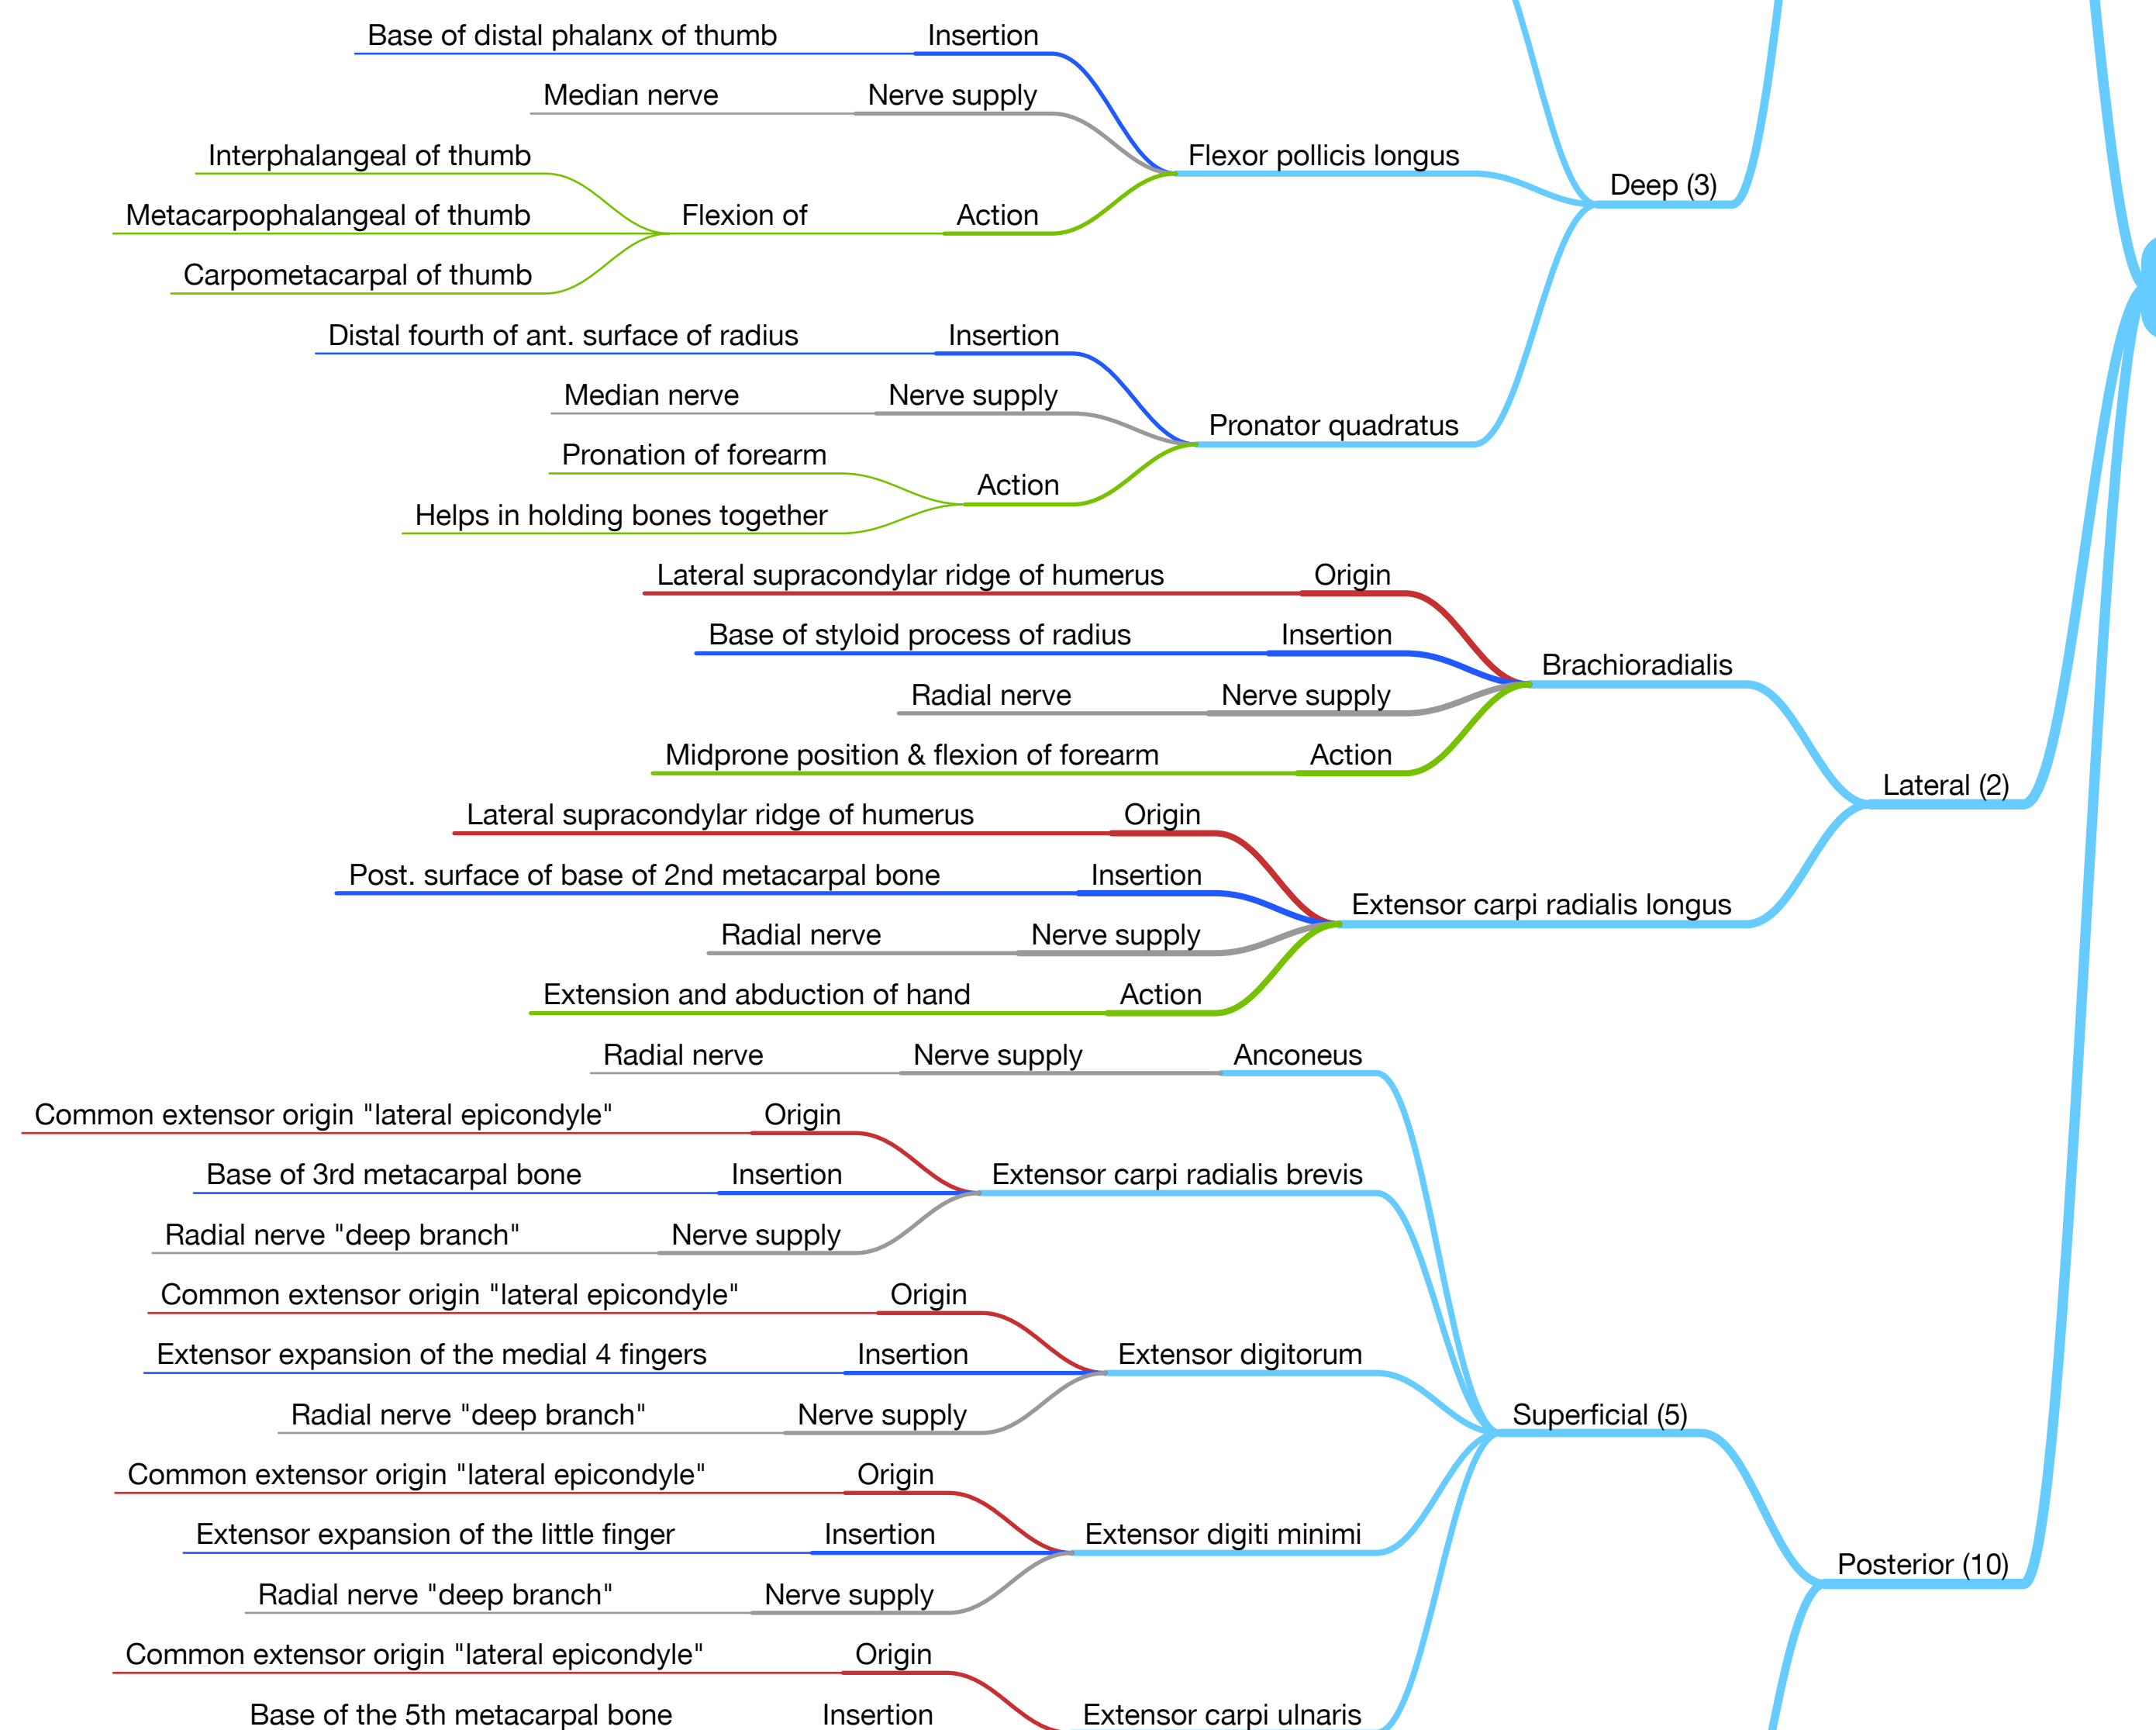 Base of distal phalanx of thumb Insertion
Median nerve Nerve supply
Interphalangeal of thumb Flexor pollicis longus
Deep (3)
Metacarpophalangeal of thumb Flexion of Action
Carpometacarpal of thumb
Distal fourth of ant. surface of radius Insertion
Median nerve Nerve supply
Pronator quadratus
Pronation of forearm
Action
Helps in holding bones together
Lateral supracondylar ridge of humerus Origin
Base of styloid process of radius Insertion
Brachioradialis
Radial nerve Nerve supply
Midprone position & flexion of forearm Action
Lateral (2)
Lateral supracondylar ridge of humerus Origin
Post. surface of base of 2nd metacarpal bone Insertion
Extensor carpi radialis longus
Radial nerve Nerve supply
Extension and abduction of hand Action
Radial nerve Nerve supply Anconeus
Common extensor origin "lateral epicondyle" Origin
Base of 3rd metacarpal bone Insertion Extensor carpi radialis brevis
Radial nerve "deep branch" Nerve supply
Common extensor origin "lateral epicondyle" Origin
Extensor expansion of the medial 4 fingers Insertion Extensor digitorum
Radial nerve "deep branch" Nerve supply Superficial (5)
Common extensor origin "lateral epicondyle" Origin
Extensor expansion of the little finger Insertion Extensor digiti minimi
Posterior (10)
Radial nerve "deep branch" Nerve supply
Common extensor origin "lateral epicondyle" Origin
Base of the 5th metacarpal bone Insertion Extensor carpi ulnaris